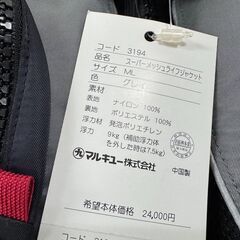 コード 3194
品名 スーパーメッシュライフジャケット
サイズ ML
色 グレイ
素材
表地 ナイロン 100%
裏地 ポリエステル 100%
浮力材 発泡ポリエチレン
浮力 9kg(補助浮力体
を外した時は7.5kg)
マルキユー株式会社
中国製
希望本体価格 24,000円
コード